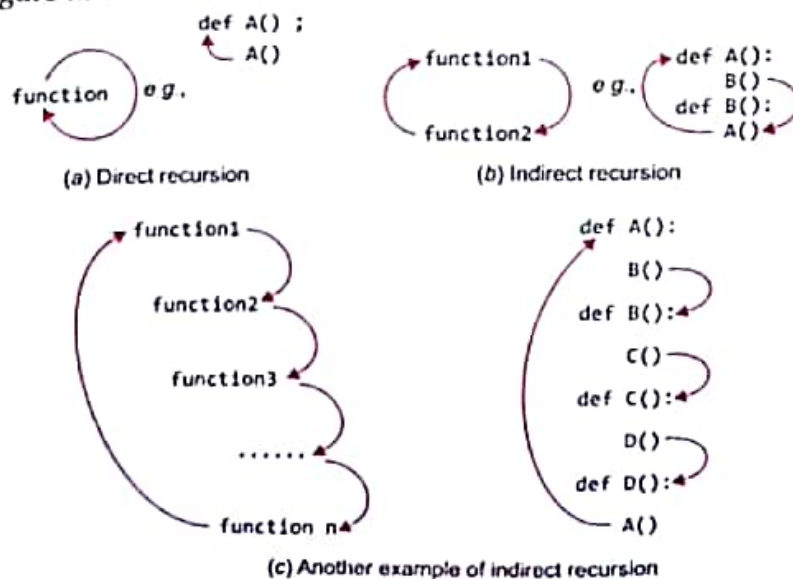 def A() ;
A()
function e g.,
(a) Direct recursion
function1
function2
e g.,
def A():
B()
def B():
A()
(b) Indirect recursion
function1
function2
function3
......
function n
def A():
B()
def B():
C()
def C():
D()
def D():
A()
(c) Another example of indirect recursion